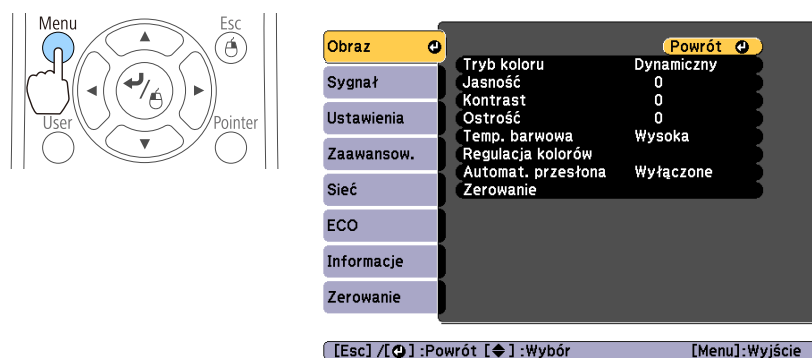 Menu
Esc
User
Pointer
Obraz
Sygnał
Ustawienia
Zaawansow.
Sieć
ECO
Informacje
Zerowanie
Powrót
Tryb koloru Dynamiczny
Jasność 0
Kontrast 0
Ostrość 0
Temp. barwowa Wysoka
Regulacja kolorów
Automat. przesłona Wyłączone
Zerowanie
[Esc] /[⏎] :Powrót [◆] :Wybór [Menu]:Wyjście